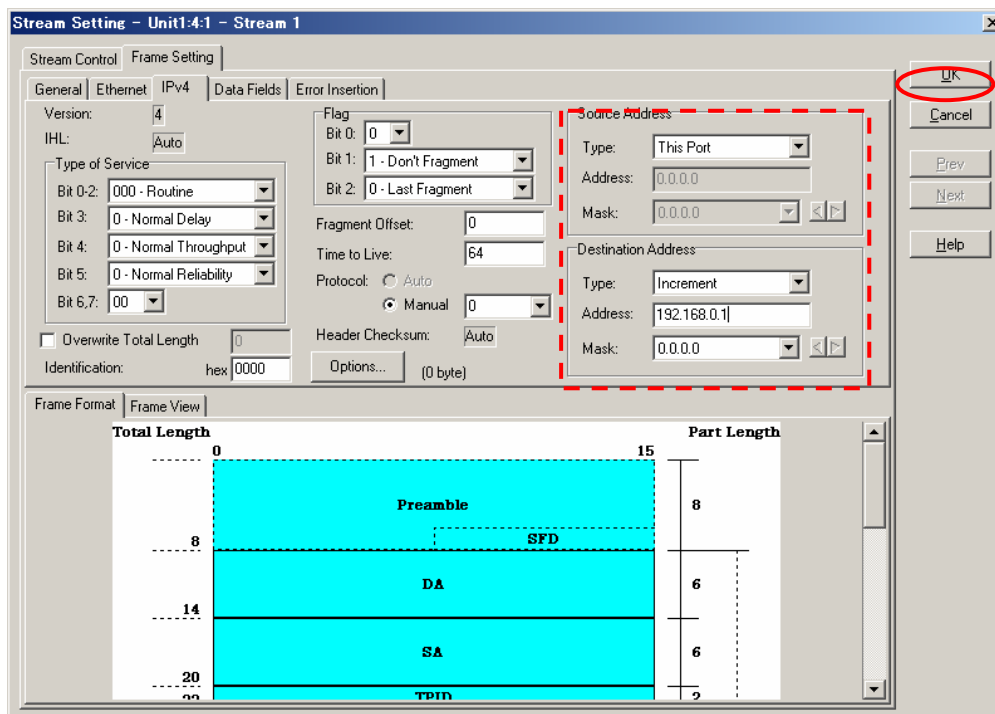 Stream Setting - Unit1:4:1 - Stream 1
Stream Control
Frame Setting
General
Ethernet
IPv4
Data Fields
Error Insertion
Version:
4
IHL:
Auto
Type of Service
Bit 0-2:
000 - Routine
Bit 3:
0 - Normal Delay
Bit 4:
0 - Normal Throughput
Bit 5:
0 - Normal Reliability
Bit 6,7:
00
Overwrite Total Length
0
Identification:
hex
0000
Flag
Bit 0:
0
Bit 1:
1 - Don't Fragment
Bit 2:
0 - Last Fragment
Fragment Offset:
0
Time to Live:
64
Protocol:
Auto
Manual
0
Header Checksum:
Auto
Options...
(0 byte)
Source Address
Type:
This Port
Address:
0.0.0.0
Mask:
0.0.0.0
Destination Address
Type:
Increment
Address:
192.168.0.1
Mask:
0.0.0.0
OK
Cancel
Prev
Next
Help
Frame Format
Frame View
Total Length
Part Length
0
15
Preamble
8
SFD
8
DA
6
14
SA
6
20
TPID
2
22